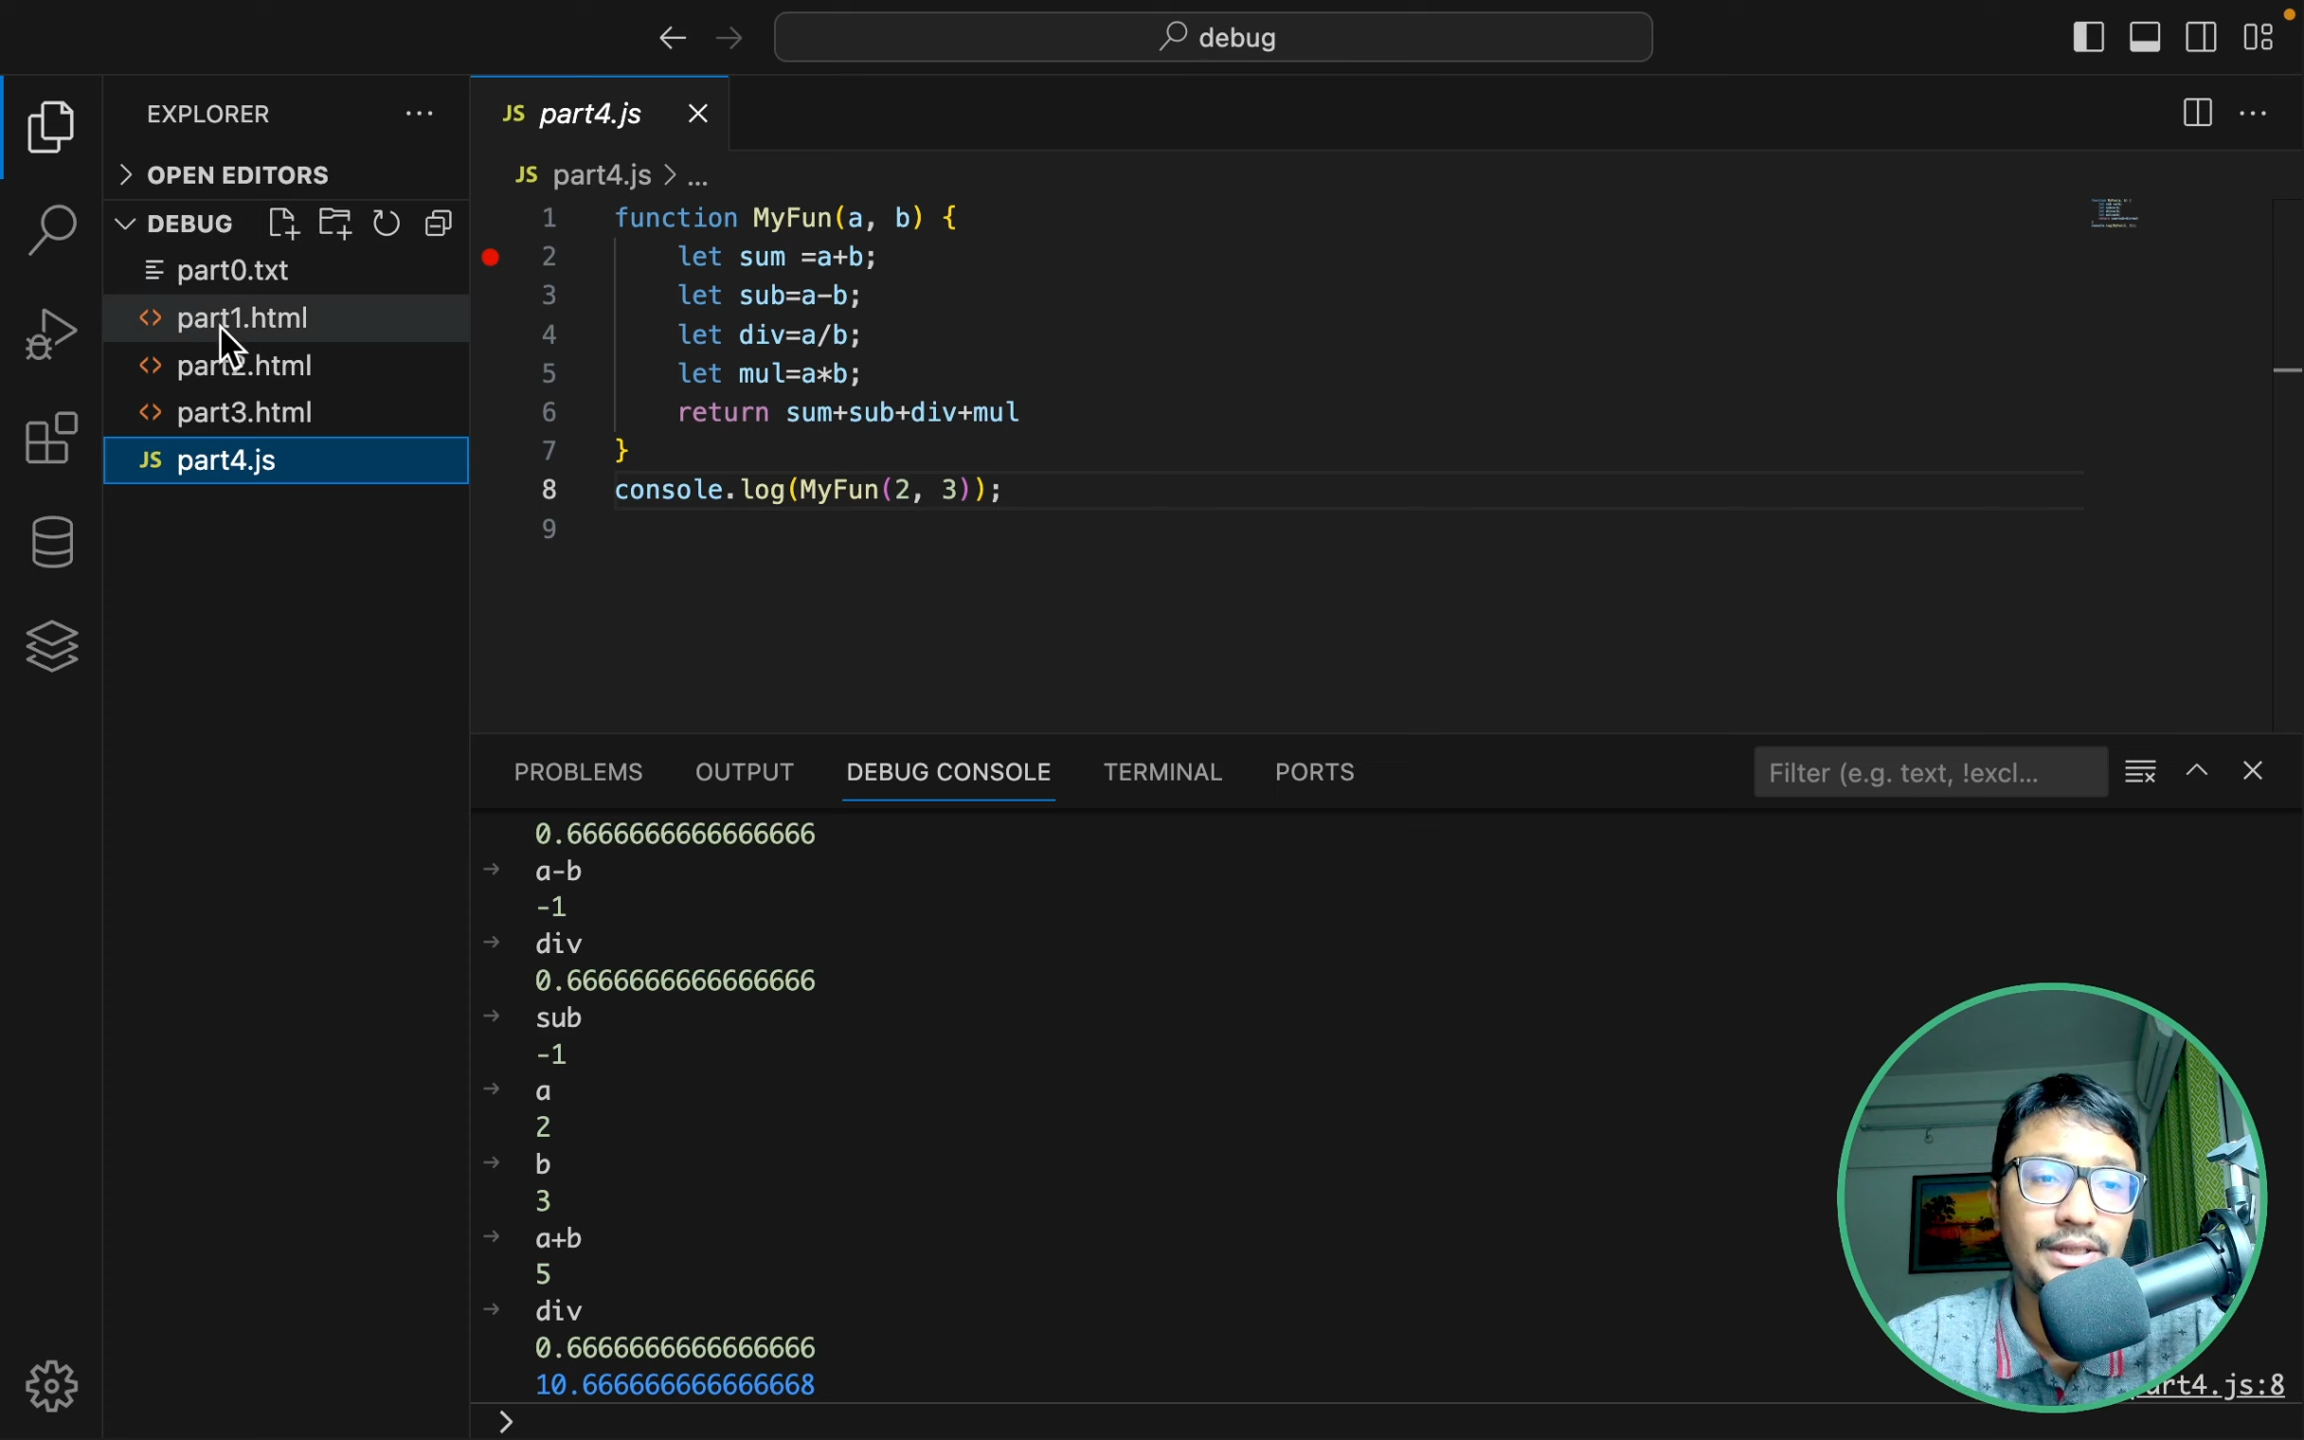 debug
EXPLORER
OPEN EDITORS
DEBUG
part0.txt
part1.html
part2.html
part3.html
JS part4.js
JS part4.js
JS part4.js > ...
1 function MyFun(a, b) {
2 let sum =a+b;
3 let sub=a-b;
4 let div=a/b;
5 let mul=a*b;
6 return sum+sub+div+mul
7 }
8 console.log(MyFun(2, 3));
9
PROBLEMS OUTPUT DEBUG CONSOLE TERMINAL PORTS
Filter (e.g. text, !excl...
0.6666666666666666
a-b
-1
div
0.6666666666666666
sub
-1
a
2
b
3
a+b
5
div
0.6666666666666666
10.666666666666668
art4.js:8